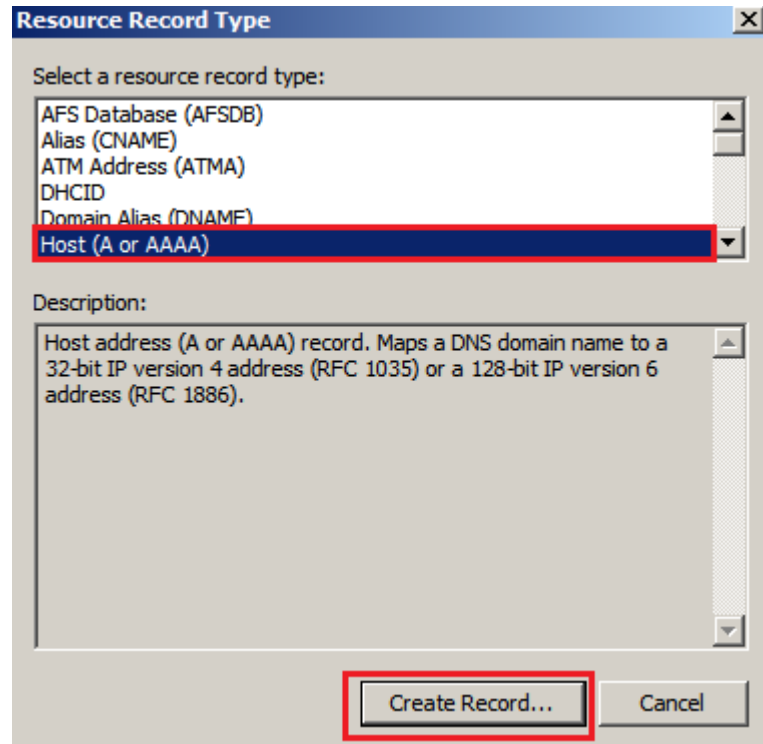 Resource Record Type
Select a resource record type:
AFS Database (AFSDB)
Alias (CNAME)
ATM Address (ATMA)
DHCID
Domain Alias (DNAME)
Host (A or AAAA)
Description:
Host address (A or AAAA) record. Maps a DNS domain name to a
32-bit IP version 4 address (RFC 1035) or a 128-bit IP version 6
address (RFC 1886).
Create Record...
Cancel